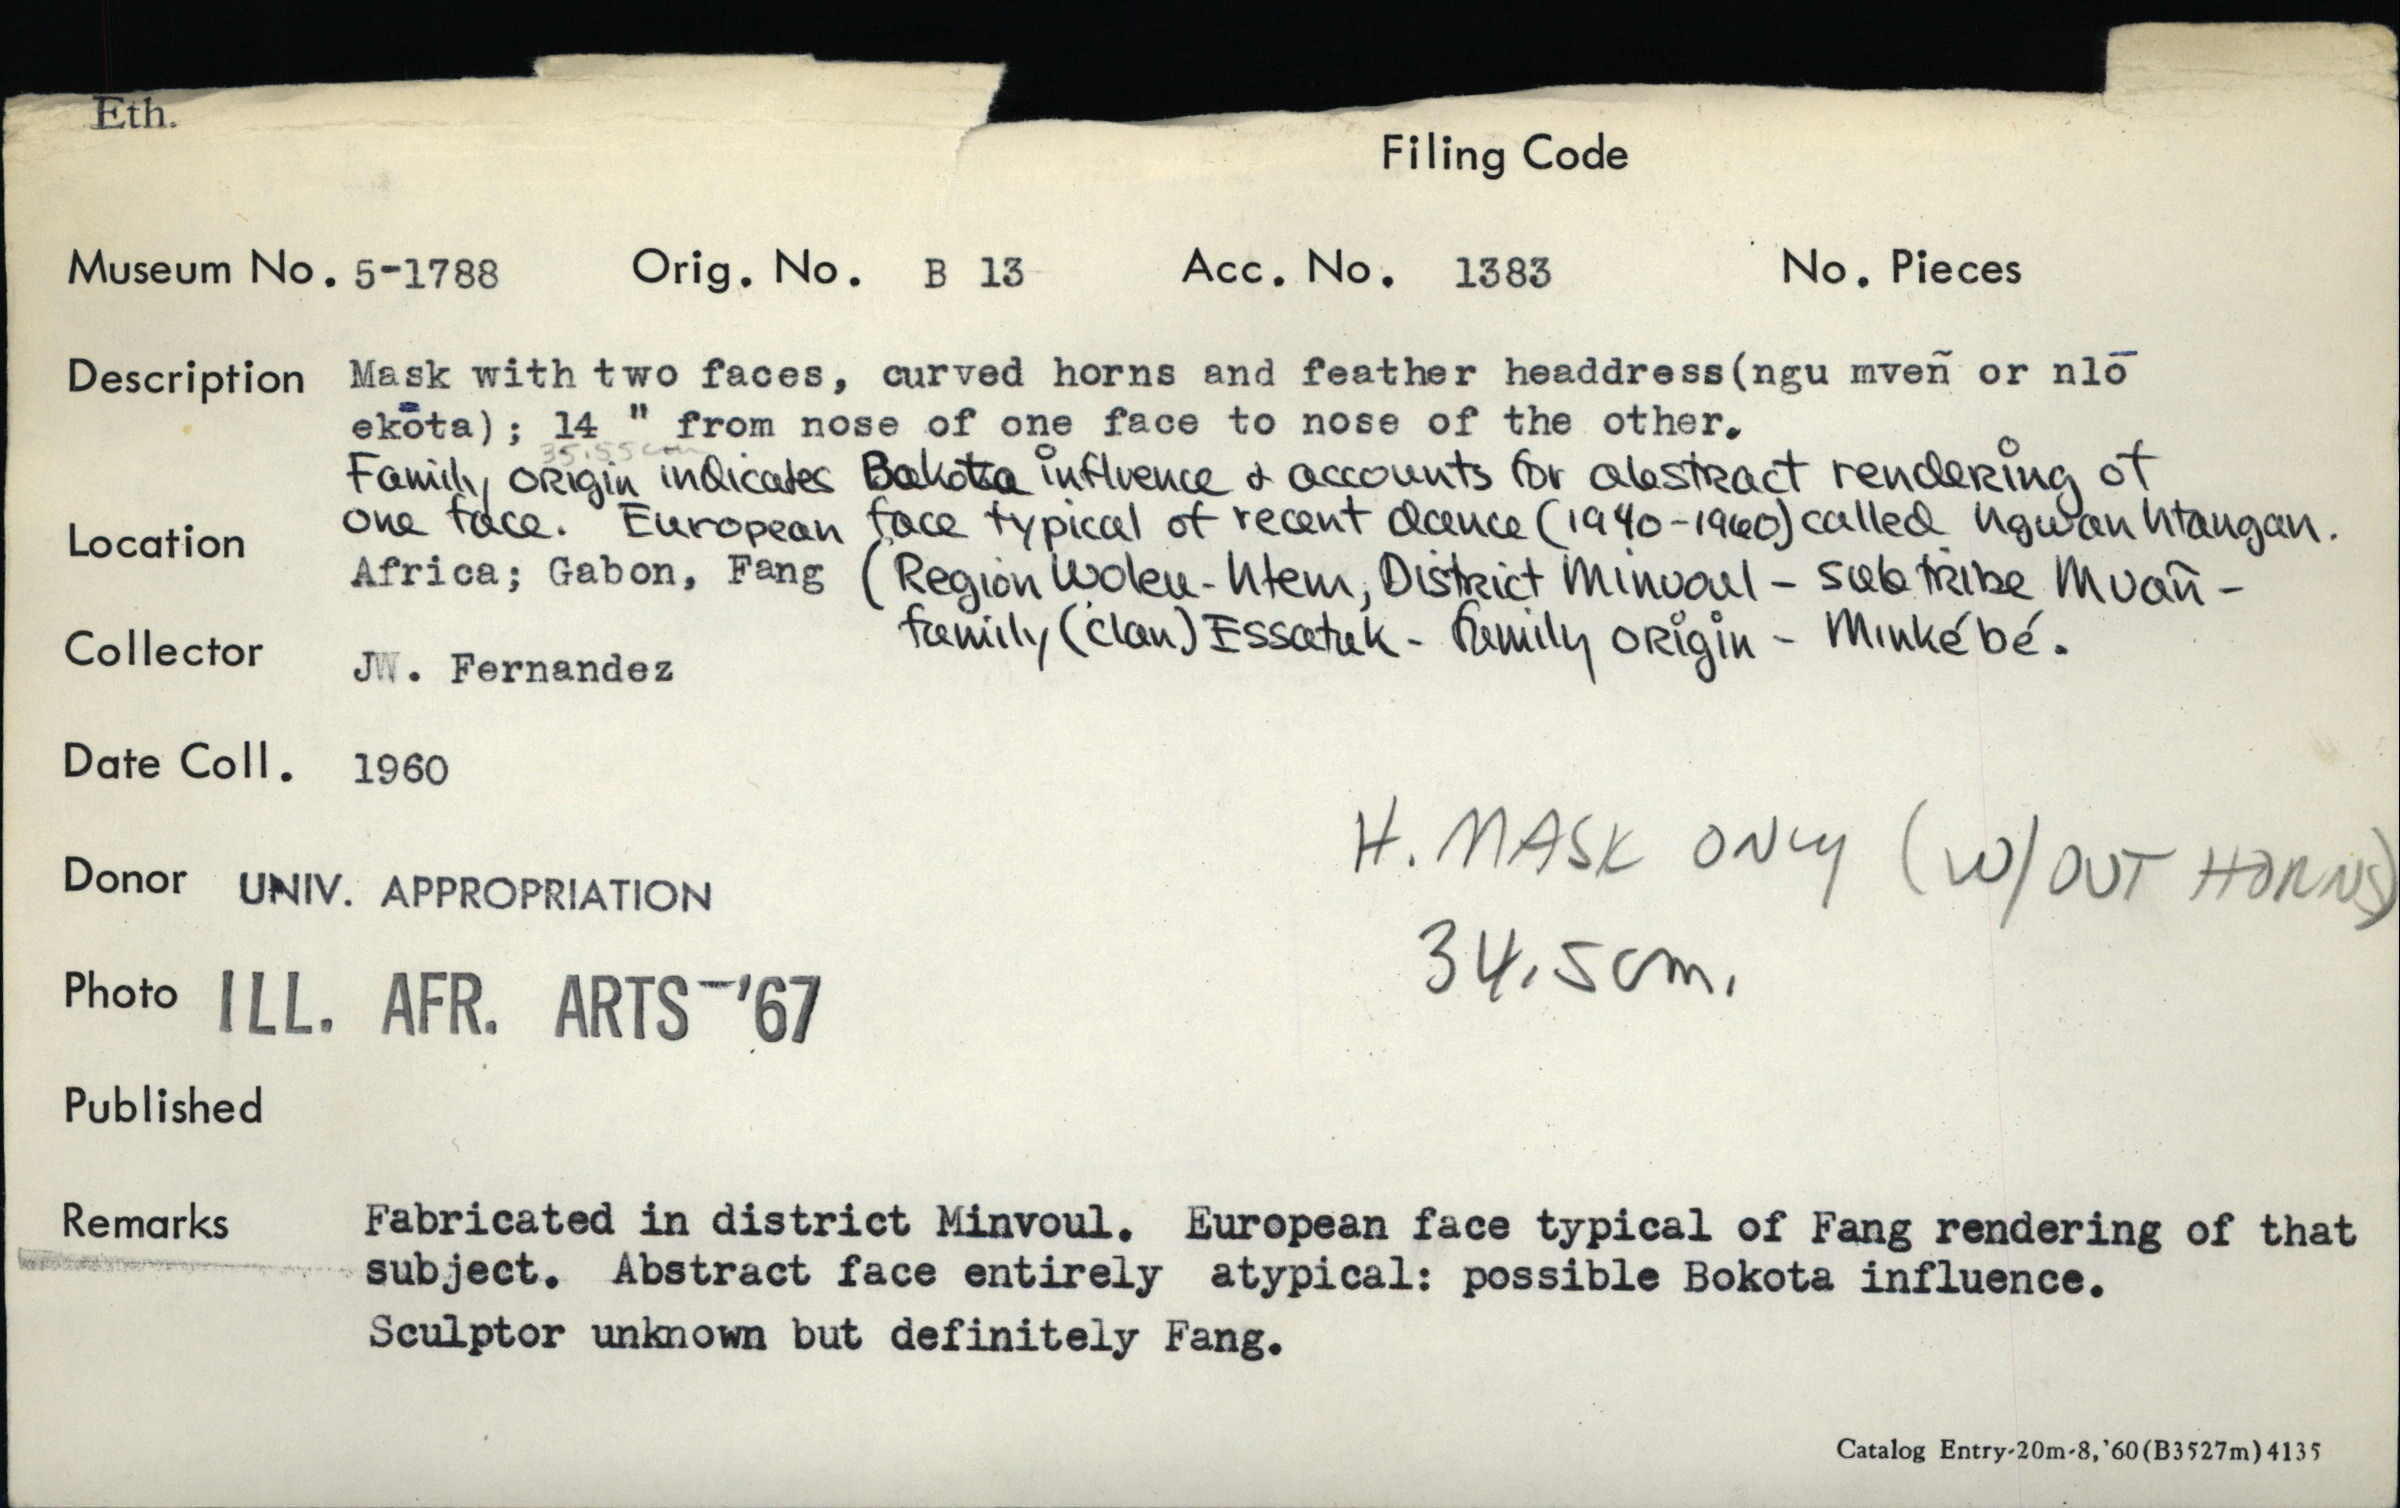 Eth.
Filing Code
Museum No. 5-1788 Orig. No. B 13 Acc. No. 1383 No. Pieces
Description Mask with two faces, curved horns and feather headdress(ngu mveñ or nlō
ekōta); 14 " from nose of one face to nose of the other.
35.55cm
Family origin indicates Bakota influence & accounts for abstract rendering of
one face. European face typical of recent dance (1940-1960) called Ngwan Ntangan.
Location
Africa; Gabon, Fang (Region Woleu-Ntem, District Minvoul - sub tribe Mvañ -
family (clan) Essatuk - family origin - Minkébé.
Collector JW. Fernandez
Date Coll. 1960
H. MASK ONLY (W/OUT HORNS)
34.5cm.
Donor UNIV. APPROPRIATION
Photo ILL. AFR. ARTS-'67
Published
Remarks Fabricated in district Minvoul. European face typical of Fang rendering of that
subject. Abstract face entirely atypical: possible Bokota influence.
Sculptor unknown but definitely Fang.
Catalog Entry-20m-8,'60(B3527m)4135